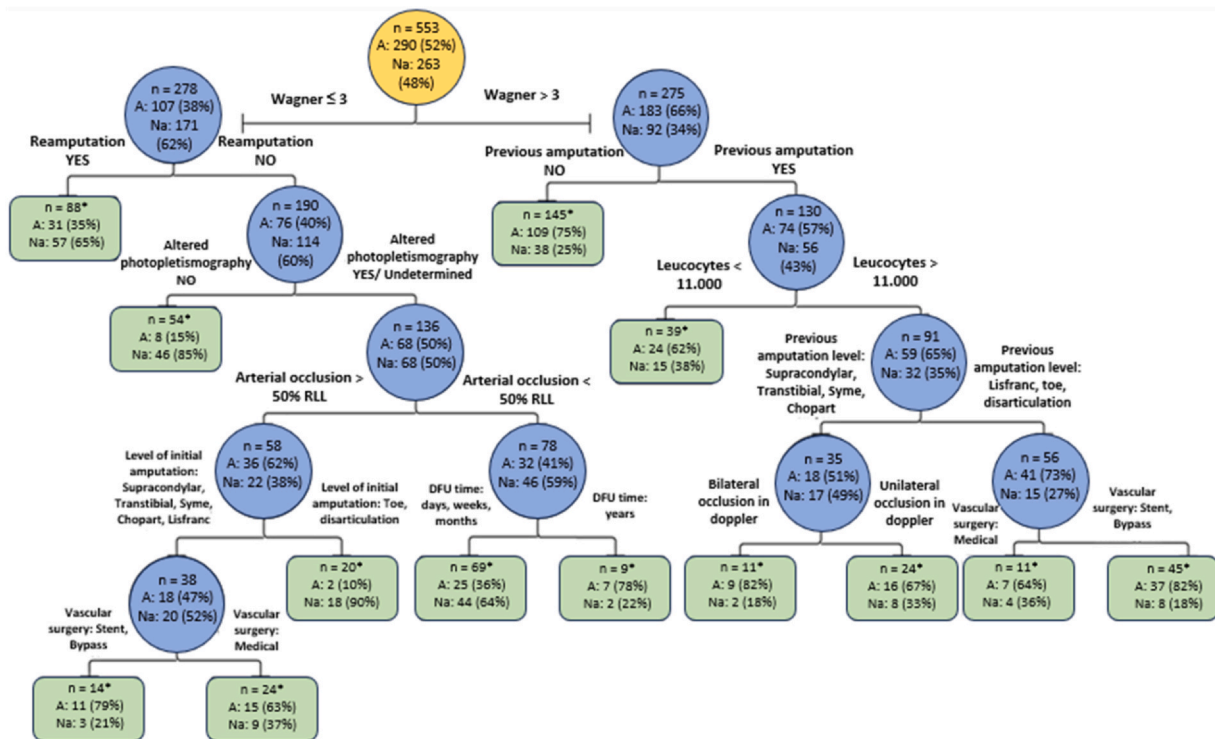 n = 553
A: 290 (52%)
Na: 263
(48%)
Wagner ≤ 3
Wagner > 3
n = 278
A: 107 (38%)
Na: 171
(62%)
n = 275
A: 183 (66%)
Na: 92 (34%)
Reamputation
YES
Reamputation
NO
Previous amputation
NO
Previous amputation
YES
n = 88*
A: 31 (35%)
Na: 57 (65%)
n = 190
A: 76 (40%)
Na: 114
(60%)
n = 145*
A: 109 (75%)
Na: 38 (25%)
n = 130
A: 74 (57%)
Na: 56
(43%)
Altered
photopletismography
NO
Altered
photopletismography
YES/ Undetermined
Leucocytes <
11.000
Leucocytes >
11.000
n = 54*
A: 8 (15%)
Na: 46 (85%)
n = 136
A: 68 (50%)
Na: 68 (50%)
n = 39*
A: 24 (62%)
Na: 15 (38%)
n = 91
A: 59 (65%)
Na: 32 (35%)
Arterial occlusion >
50% RLL
Arterial occlusion <
50% RLL
Previous
amputation level:
Supracondylar,
Transtibial, Syme,
Chopart
Previous
amputation level:
Lisfranc, toe,
disarticulation
n = 58
A: 36 (62%)
Na: 22 (38%)
n = 78
A: 32 (41%)
Na: 46 (59%)
n = 35
A: 18 (51%)
Na: 17 (49%)
n = 56
A: 41 (73%)
Na: 15 (27%)
Level of initial
amputation:
Supracondylar,
Transtibial, Syme,
Chopart, Lisfranc
Level of initial
amputation: Toe,
disarticulation
DFU time:
days, weeks,
months
DFU time:
years
Bilateral
occlusion in
doppler
Unilateral
occlusion in
doppler
Vascular
surgery:
Medical
Vascular
surgery: Stent,
Bypass
n = 38
A: 18 (47%)
Na: 20 (52%)
n = 20*
A: 2 (10%)
Na: 18 (90%)
n = 69*
A: 25 (36%)
Na: 44 (64%)
n = 9*
A: 7 (78%)
Na: 2 (22%)
n = 11*
A: 9 (82%)
Na: 2 (18%)
n = 24*
A: 16 (67%)
Na: 8 (33%)
n = 11*
A: 7 (64%)
Na: 4 (36%)
n = 45*
A: 37 (82%)
Na: 8 (18%)
Vascular
surgery: Stent,
Bypass
Vascular
surgery:
Medical
n = 14*
A: 11 (79%)
Na: 3 (21%)
n = 24*
A: 15 (63%)
Na: 9 (37%)